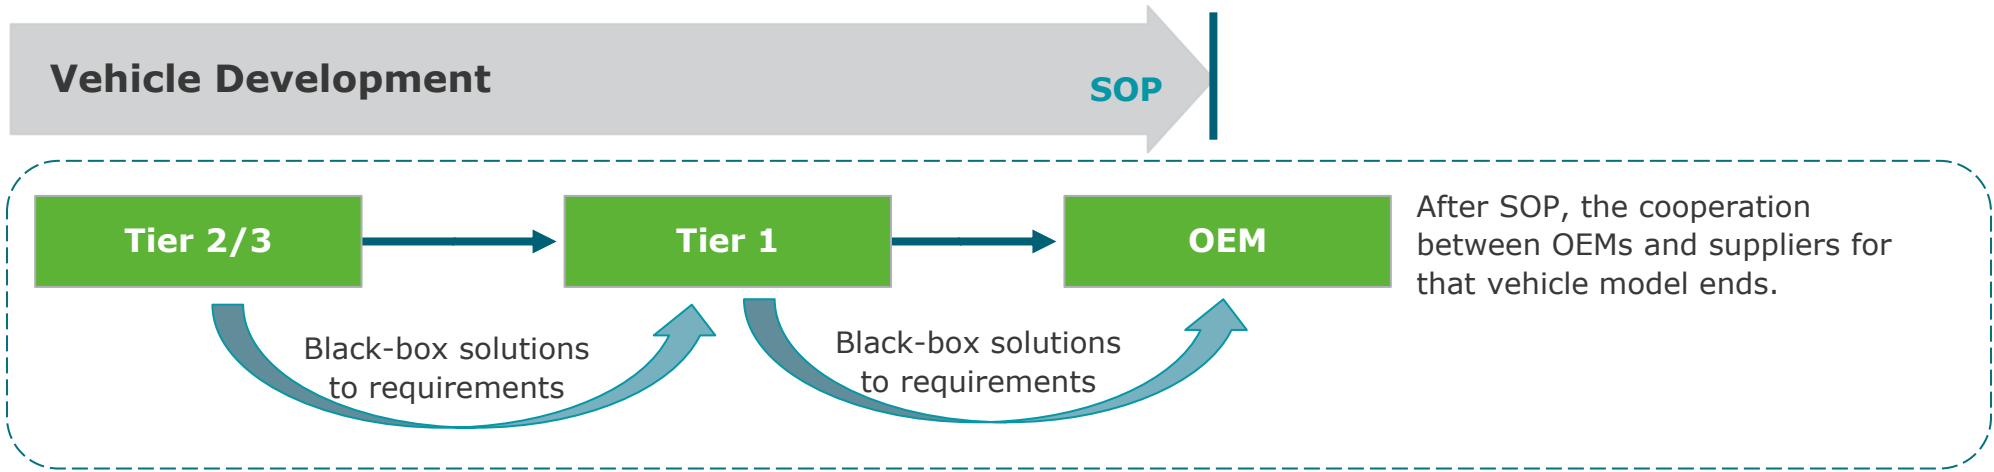 Vehicle Development
SOP
Tier 2/3
Tier 1
OEM
After SOP, the cooperation
between OEMs and suppliers for
that vehicle model ends.
Black-box solutions
to requirements
Black-box solutions
to requirements